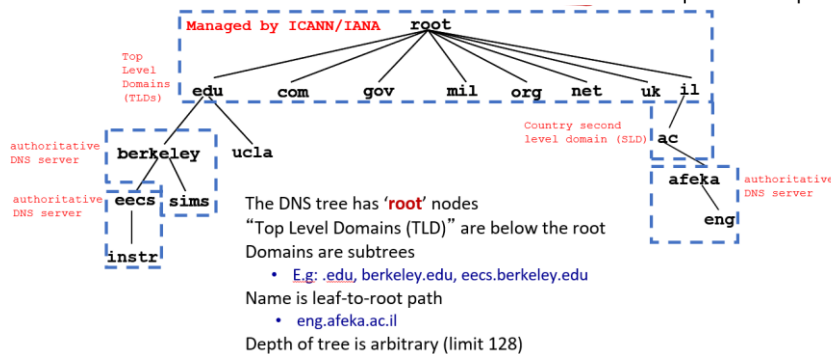 Managed by ICANN/IANA root
Top
Level
Domains
(TLDs)
edu com gov mil org net uk il
Country second
level domain (SLD)
ac
authoritative
DNS server
berkeley ucla
afeka
authoritative
DNS server
authoritative
DNS server
eecs sims
eng
instr
The DNS tree has ‘root’ nodes
“Top Level Domains (TLD)” are below the root
Domains are subtrees
• E.g: .edu, berkeley.edu, eecs.berkeley.edu
Name is leaf-to-root path
• eng.afeka.ac.il
Depth of tree is arbitrary (limit 128)